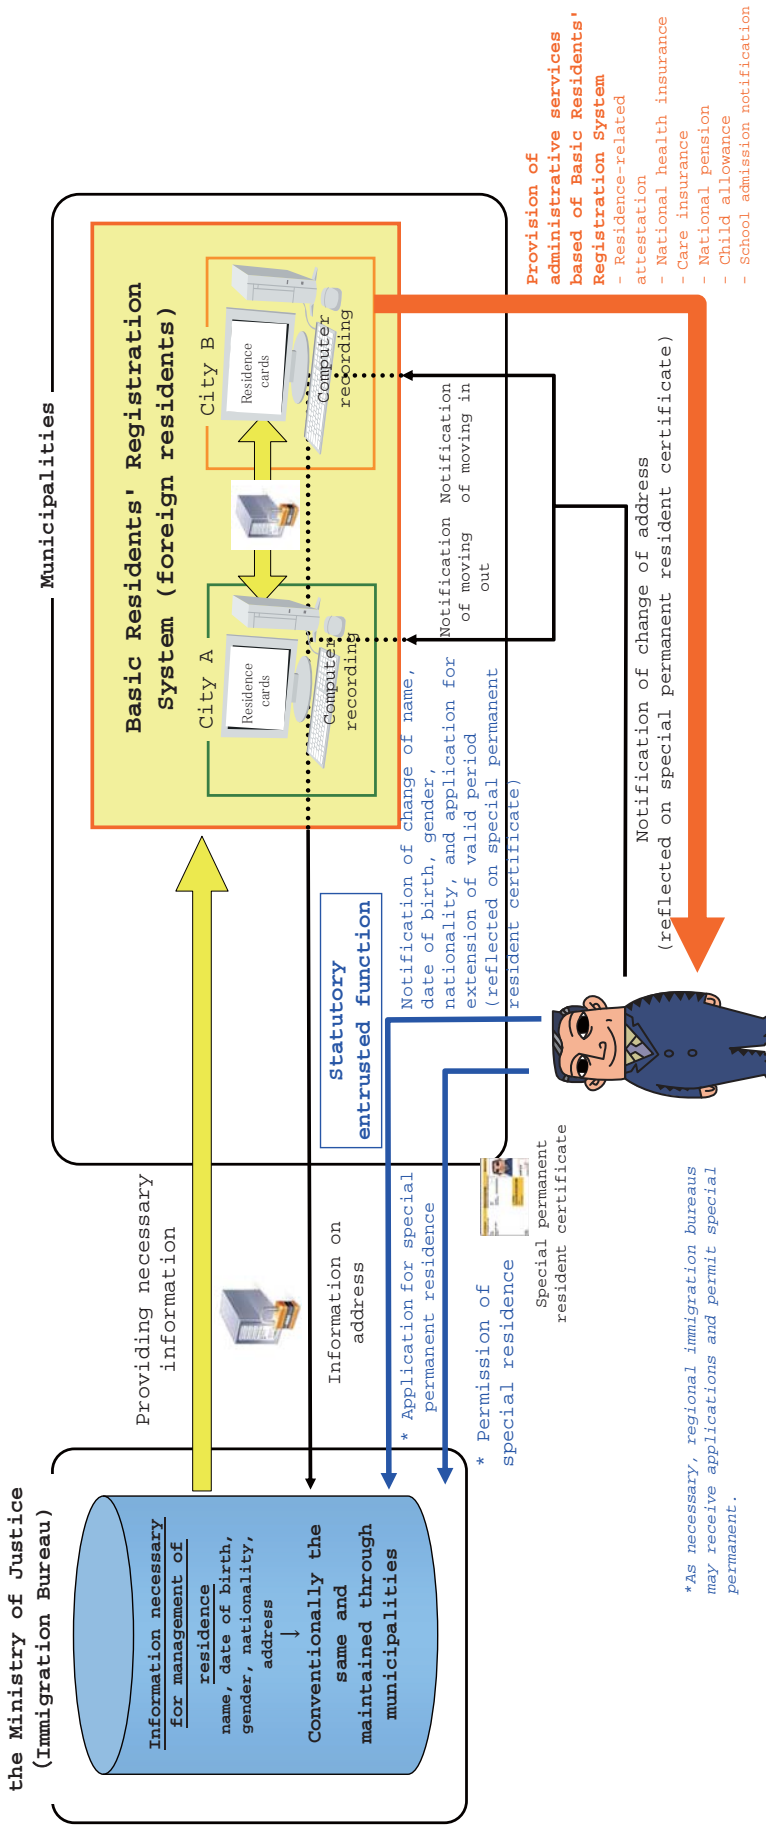 the Ministry of Justice
(Immigration Bureau)
Information necessary
for management of
residence
name, date of birth,
gender, nationality,
address
↓
Conventionally the
same and
maintained through
municipalities
Providing necessary
information
Information on
address
* Application for special
permanent residence
* Permission of
special residence
Special permanent
resident certificate
*As necessary, regional immigration bureaus
may receive applications and permit special
permanent.
Municipalities
Basic Residents' Registration
System (foreign residents)
City A
Residence
cards
Computer
recording
City B
Residence
cards
Computer
recording
Statutory
entrusted function
Notification of change of name,
date of birth, gender,
nationality, and application for
extension of valid period
(reflected on special permanent
resident certificate)
Notification
of moving
out
Notification
of moving in
Notification of change of address
(reflected on special permanent resident certificate)
Provision of
administrative services
based of Basic Residents'
Registration System
- Residence-related
attestation
- National health insurance
- Care insurance
- National pension
- Child allowance
- School admission notification